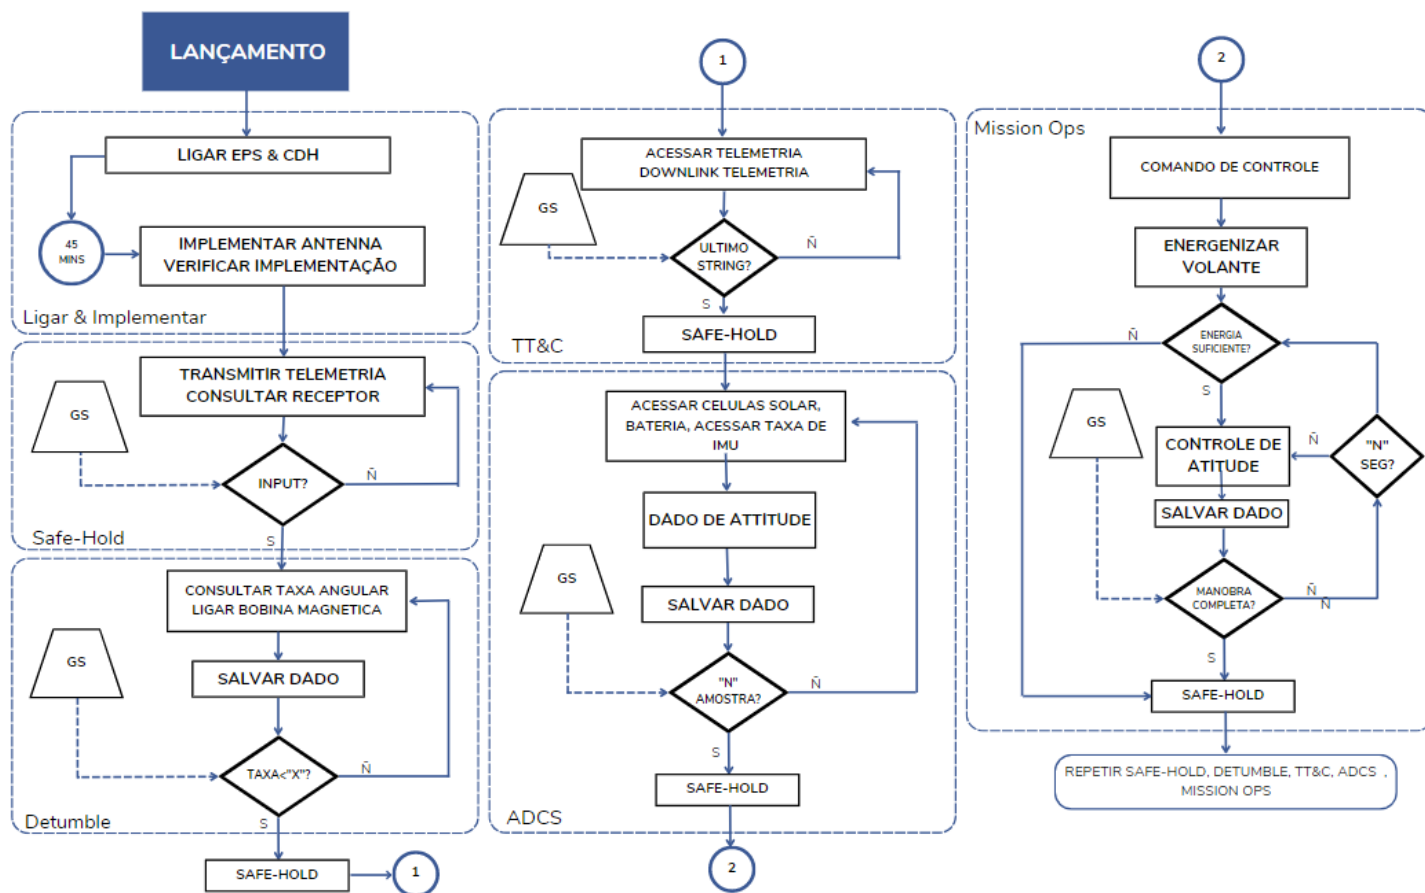 LANÇAMENTO
LIGAR EPS & CDH
45
MINS
IMPLEMENTAR ANTENNA
VERIFICAR IMPLEMENTAÇÃO
Ligar & Implementar
TRANSMITIR TELEMETRIA
CONSULTAR RECEPTOR
GS
INPUT?
Ñ
S
Safe-Hold
CONSULTAR TAXA ANGULAR
LIGAR BOBINA MAGNETICA
GS
SALVAR DADO
TAXA<"X"?
Ñ
S
Detumble
SAFE-HOLD
1
1
ACESSAR TELEMETRIA
DOWNLINK TELEMETRIA
GS
ULTIMO
STRING?
Ñ
S
SAFE-HOLD
TT&C
ACESSAR CELULAS SOLAR,
BATERIA, ACESSAR TAXA DE
IMU
DADO DE ATTITUDE
GS
SALVAR DADO
"N"
AMOSTRA?
Ñ
S
SAFE-HOLD
ADCS
2
2
Mission Ops
COMANDO DE CONTROLE
ENERGENIZAR
VOLANTE
ENERGIA
SUFICIENTE?
Ñ
S
GS
CONTROLE DE
ATITUDE
Ñ
"N"
SEG?
SALVAR DADO
MANOBRA
COMPLETA?
Ñ
Ñ
S
SAFE-HOLD
REPETIR SAFE-HOLD, DETUMBLE, TT&C, ADCS ,
MISSION OPS